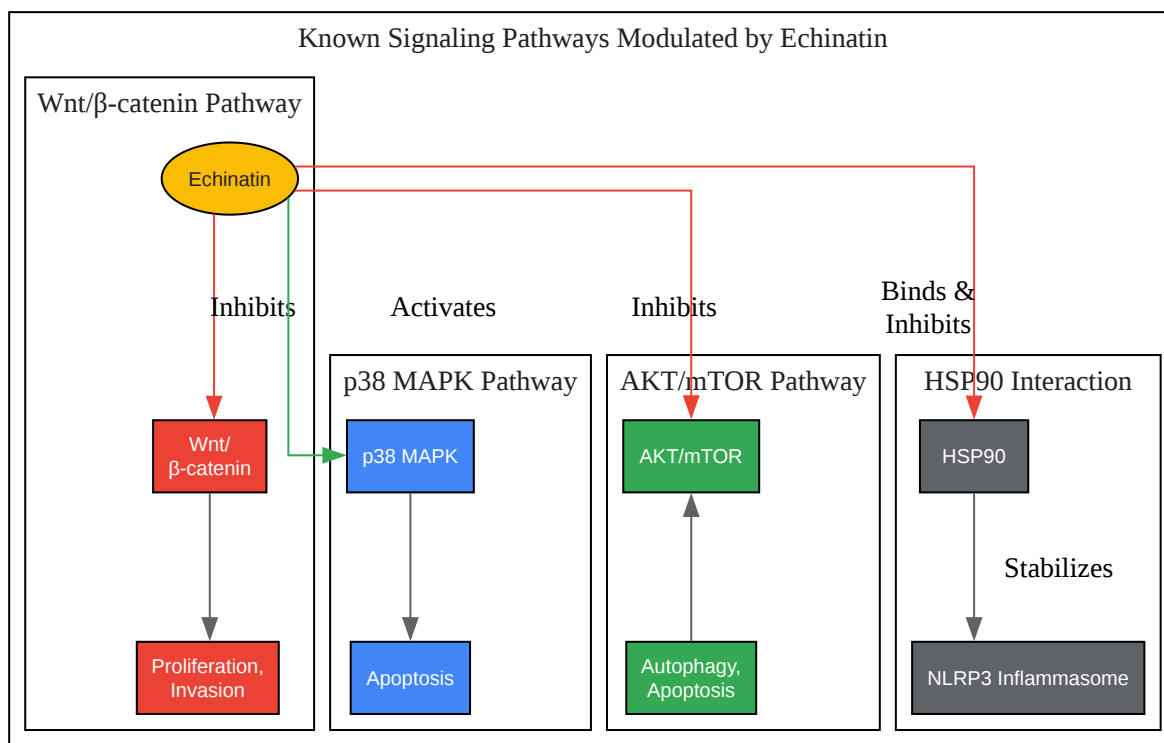 Known Signaling Pathways Modulated by Echinatin
Wnt/β-catenin Pathway
Echinatin
Inhibits
Activates
Inhibits
Binds &
Inhibits
p38 MAPK Pathway
AKT/mTOR Pathway
HSP90 Interaction
Wnt/
β-catenin
p38 MAPK
AKT/mTOR
HSP90
Stabilizes
Proliferation,
Invasion
Apoptosis
Autophagy,
Apoptosis
NLRP3 Inflammasome